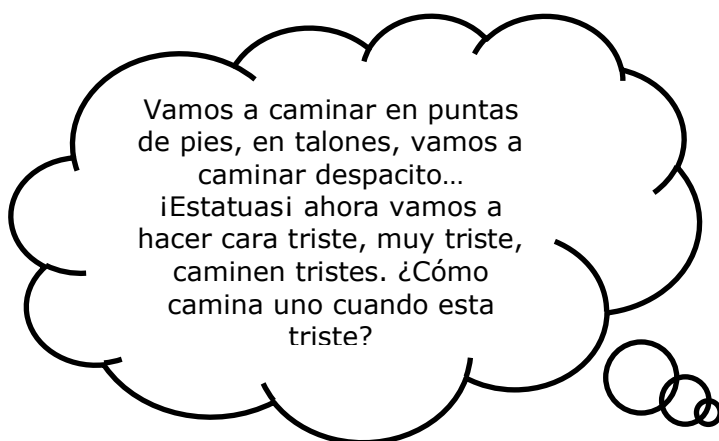 Vamos a caminar en puntas
de pies, en talones, vamos a
caminar despacito…
¡Estatuas¡ ahora vamos a
hacer cara triste, muy triste,
caminen tristes. ¿Cómo
camina uno cuando esta
triste?